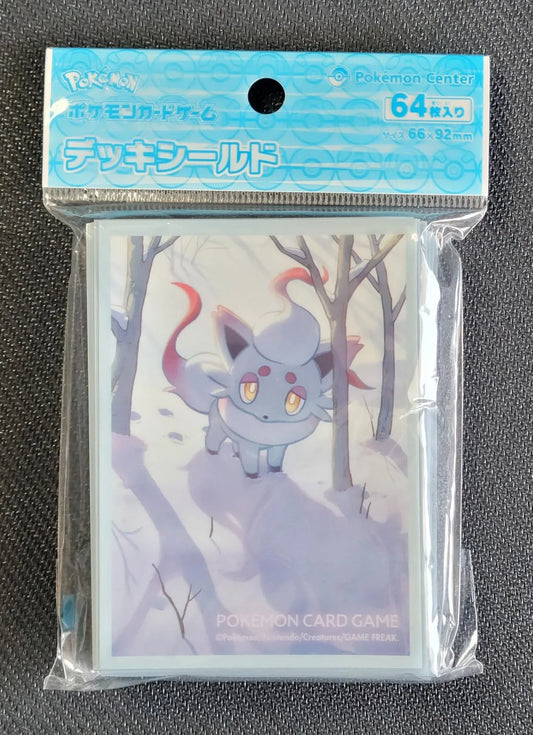 POKÉMON
ポケモンカードゲーム
デッキシールド
Pokémon Center
64枚入り
サイズ 66×92mm
POKÉMON CARD GAME
©Pokémon/Nintendo/Creatures/GAME FREAK.